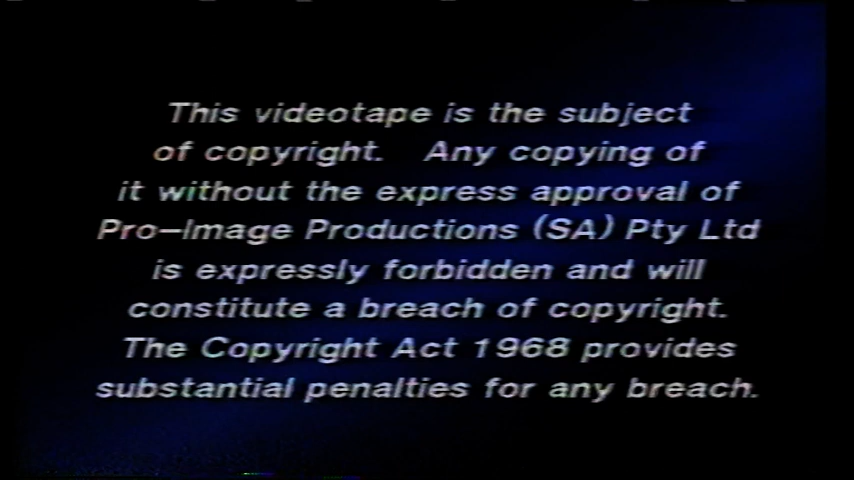 This videotape is the subject
of copyright. Any copying of
it without the express approval of
Pro-Image Productions (SA) Pty Ltd
is expressly forbidden and will
constitute a breach of copyright.
The Copyright Act 1968 provides
substantial penalties for any breach.